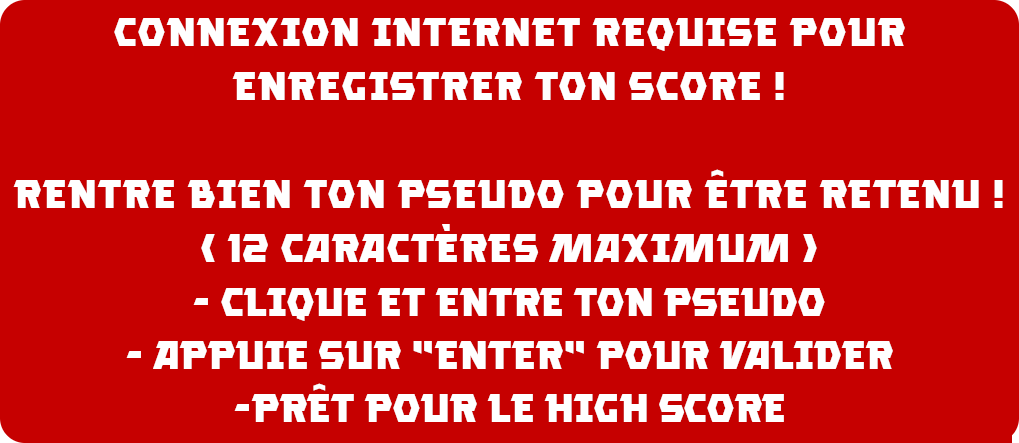 CONNEXION INTERNET REQUISE POUR
ENREGISTRER TON SCORE !
RENTRE BIEN TON PSEUDO POUR ÊTRE RETENU !
( 12 CARACTÈRES MAXIMUM )
- CLIQUE ET ENTRE TON PSEUDO
- APPUIE SUR "ENTER" POUR VALIDER
-PRÊT POUR LE HIGH SCORE